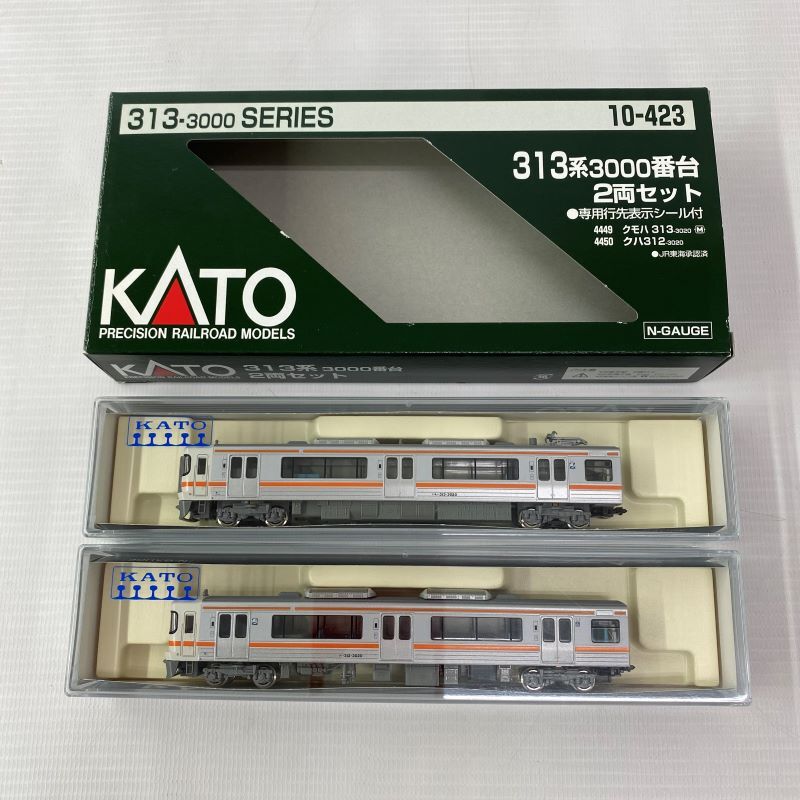 313-3000 SERIES
10-423
313系3000番台
2両セット
●専用行先表示シール付
4449 クモハ313-3020 Ⓜ
4450 クハ312-3020
●JR東海承認済
KATO
PRECISION RAILROAD MODELS
N-GAUGE
KATO
PRECISION RAILROAD MODELS
313系3000番台
2両セット
KATO
KATO